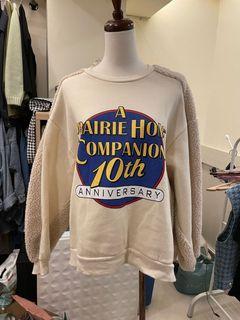 A
PRAIRIE HOME
COMPANION
10th
ANNIVERSARY